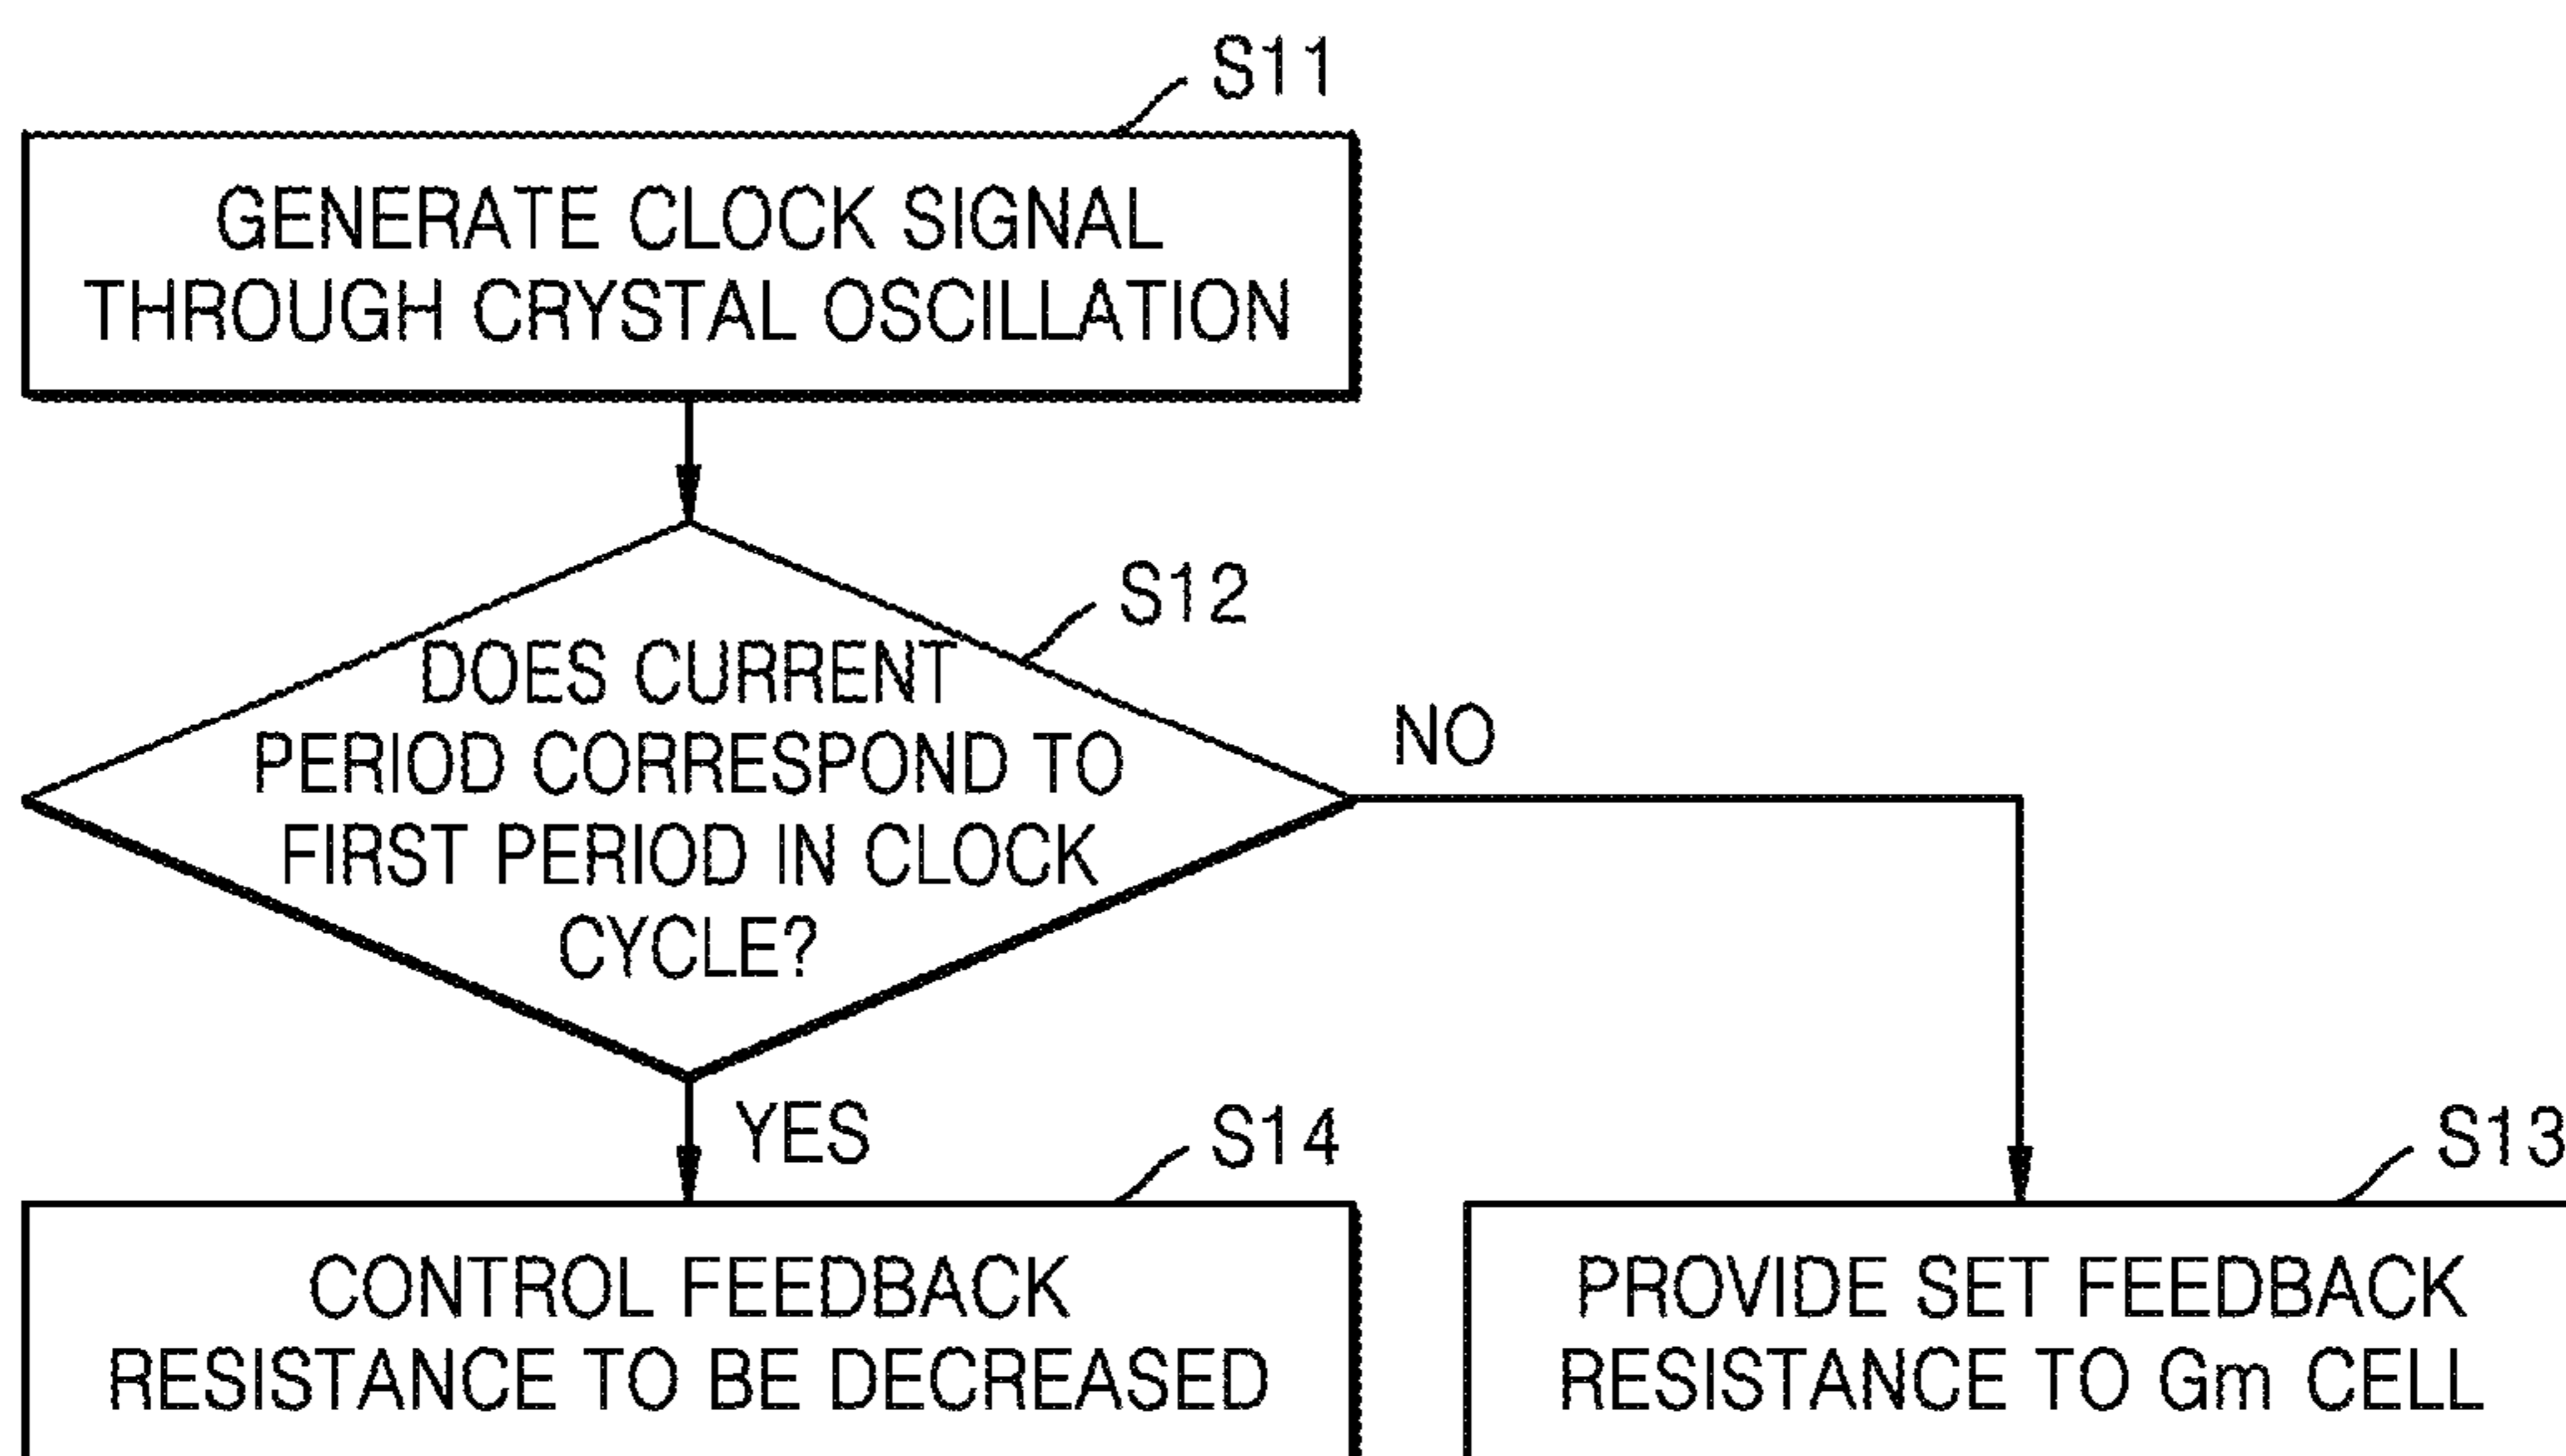 S11
GENERATE CLOCK SIGNAL
THROUGH CRYSTAL OSCILLATION
S12
DOES CURRENT
PERIOD CORRESPOND TO
FIRST PERIOD IN CLOCK
CYCLE?
NO
YES
S14
CONTROL FEEDBACK
RESISTANCE TO BE DECREASED
S13
PROVIDE SET FEEDBACK
RESISTANCE TO Gm CELL